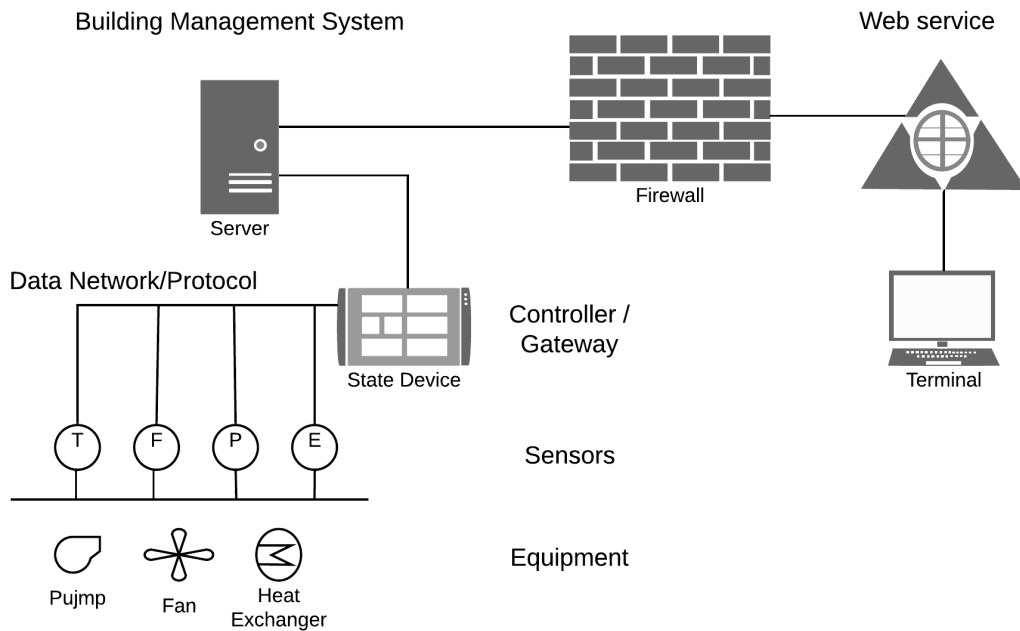 Building Management System
Web service
Firewall
Server
Data Network/Protocol
Controller /
Gateway
State Device
Terminal
T
F
P
E
Sensors
Equipment
Pujmp
Fan
Heat
Exchanger